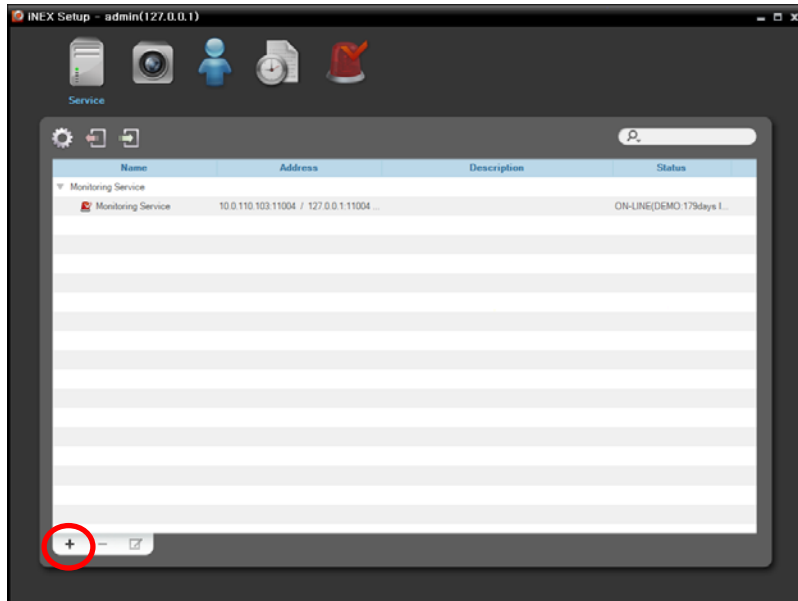 iNEX Setup - admin(127.0.0.1)
Service
Name Address Description Status
Monitoring Service
Monitoring Service 10.0.110.103:11004 / 127.0.0.1:11004 ... ON-LINE(DEMO:179days l...